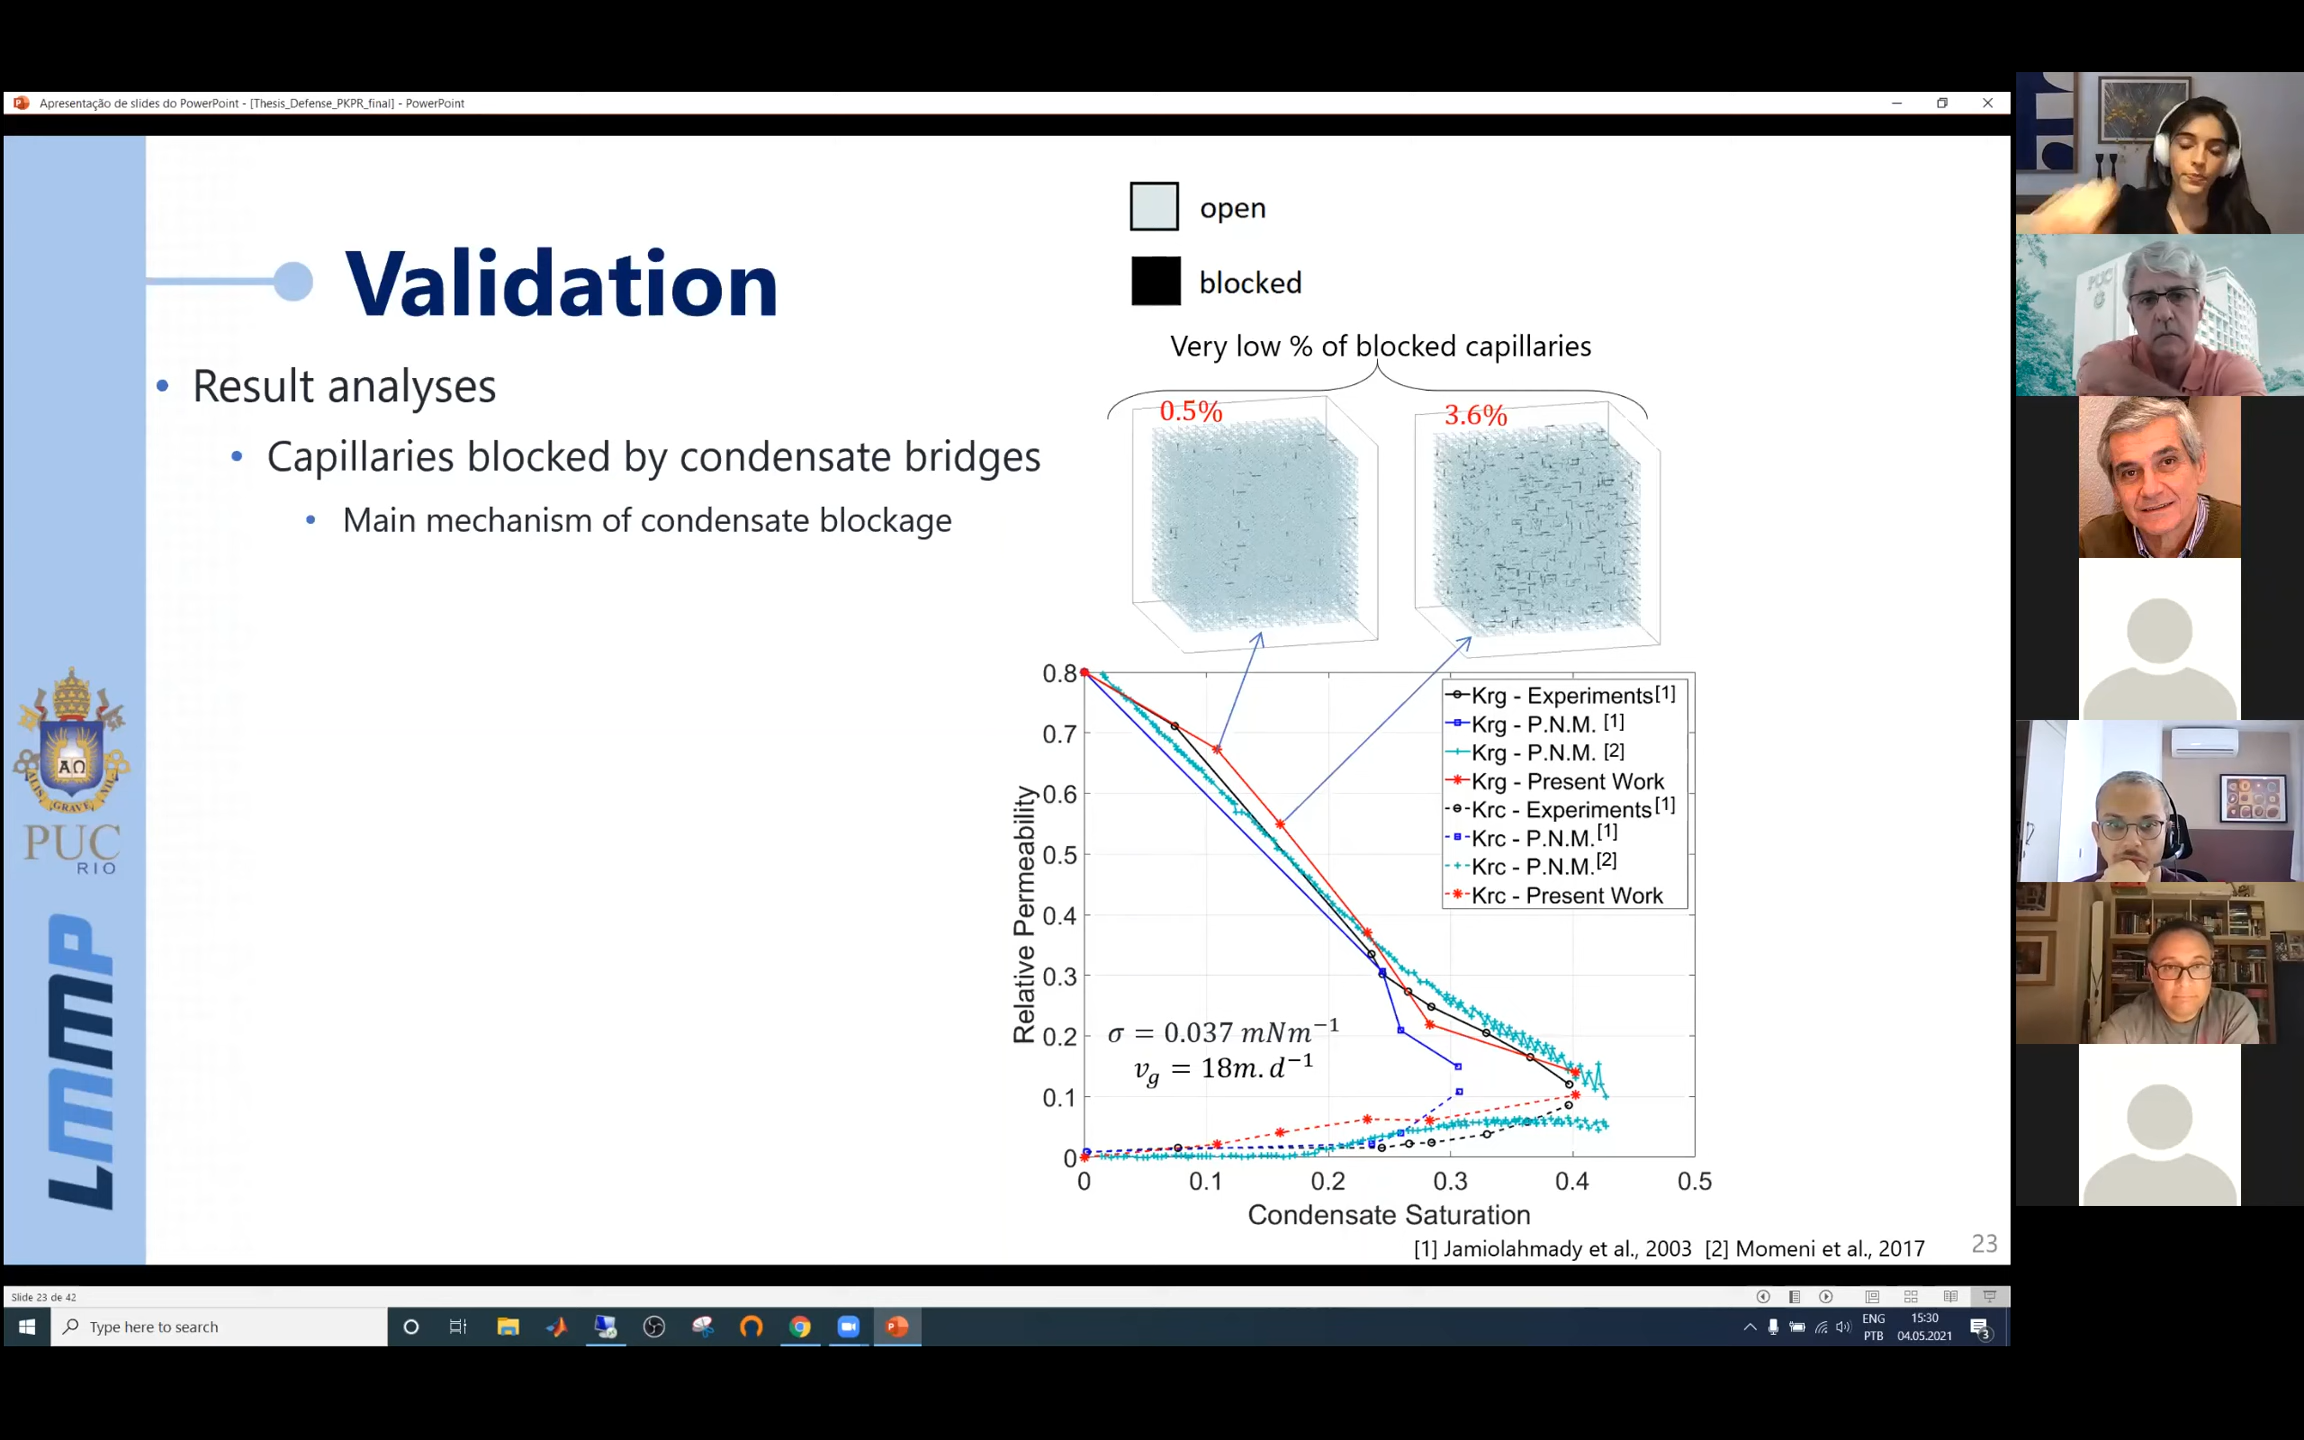 Apresentação de slides do PowerPoint - [Thesis_Defense_PKPR_final] - PowerPoint
open
blocked
Validation
Very low % of blocked capillaries
• Result analyses
0.5%
3.6%
• Capillaries blocked by condensate bridges
• Main mechanism of condensate blockage
0.8
0.7
0.6
0.5
0.4
0.3
0.2
0.1
0
Relative Permeability
Krg - Experiments[1]
Krg - P.N.M. [1]
Krg - P.N.M. [2]
Krg - Present Work
Krc - Experiments[1]
Krc - P.N.M.[1]
Krc - P.N.M.[2]
Krc - Present Work
σ = 0.037 mNm⁻¹
v_g = 18m.d⁻¹
0 0.1 0.2 0.3 0.4 0.5
Condensate Saturation
[1] Jamiolahmady et al., 2003 [2] Momeni et al., 2017
23
ΑΩ
ALIS GRAVE NIL
PUC
RIO
LMMP
PUC
Slide 23 de 42
Type here to search
ENG
PTB
15:30
04.05.2021
3